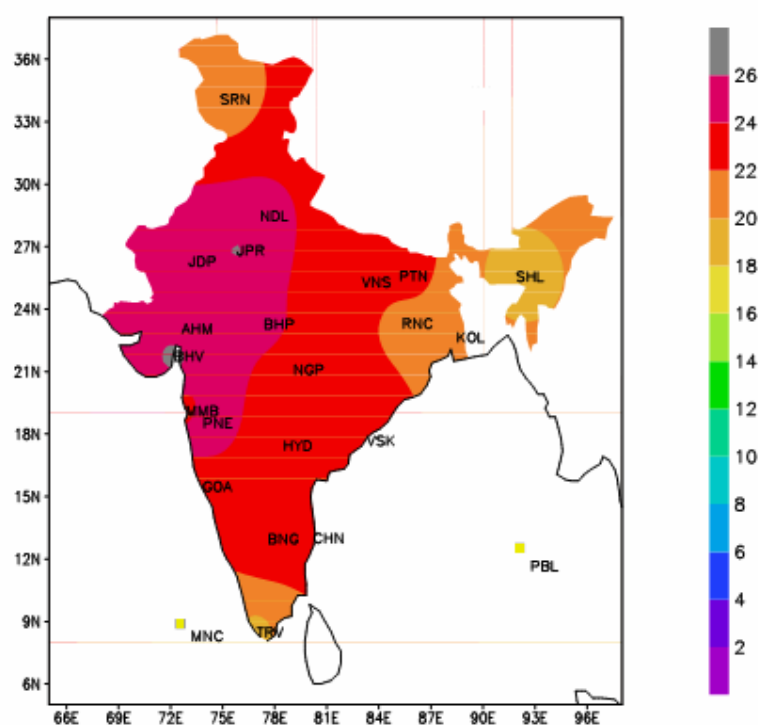 36N
33N
30N
27N
24N
21N
18N
15N
12N
9N
6N
66E 69E 72E 75E 78E 81E 84E 87E 90E 93E 96E
SRN
NDL
JPR
JDP
VNS PTN
SHL
AHM BHP RNC
KOL
BHV
NGP
MMB
PNE
HYD VSK
GOA
BNG CHN
PBL
MNC TRV
26
24
22
20
18
16
14
12
10
8
6
4
2